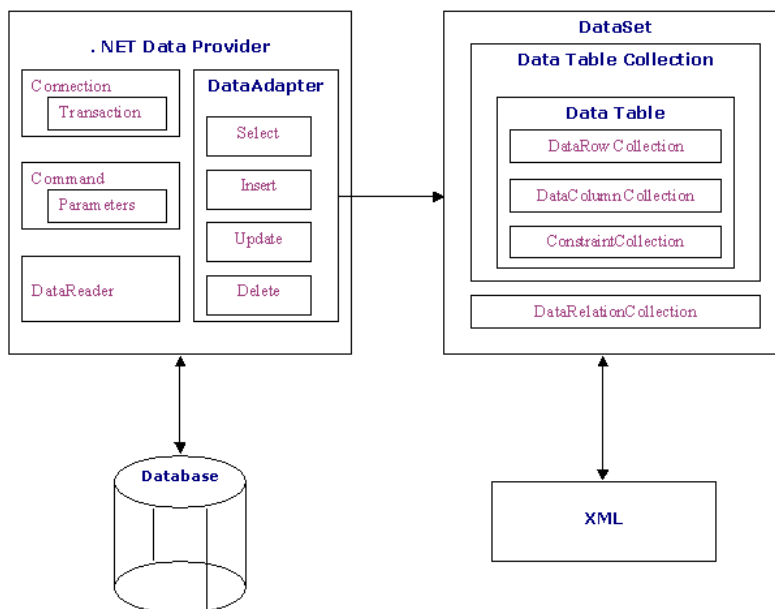 . NET Data Provider
Connection
Transaction
Command
Parameters
DataReader
DataAdapter
Select
Insert
Update
Delete
DataSet
Data Table Collection
Data Table
DataRow Collection
DataColumnCollection
ConstraintCollection
DataRelationCollection
Database
XML